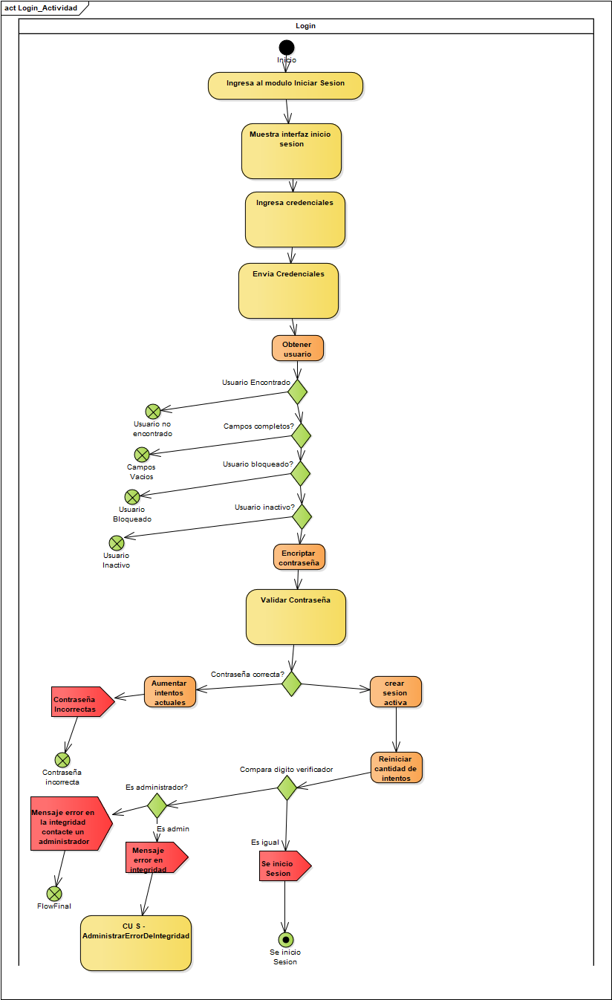 act Login_Actividad
Login
Inicio
Ingresa al modulo Iniciar Sesion
Muestra interfaz inicio
sesion
Ingresa credenciales
Envia Credenciales
Obtener
usuario
Usuario Encontrado
Usuario no
encontrado
Campos completos?
Campos
Vacios
Usuario bloqueado?
Usuario
Bloqueado
Usuario inactivo?
Usuario
Inactivo
Encriptar
contraseña
Validar Contraseña
Contraseña correcta?
Aumentar
intentos
actuales
crear
sesion
activa
Contraseña
Incorrectas
Contraseña
incorrecta
Reiniciar
cantidad de
intentos
Compara digito verificador
Es administrador?
Mensaje error en
la integridad
contacte un
administrador
Es admin
Mensaje
error en
integridad
Es igual
Se inicio
Sesion
FlowFinal
CU S -
AdministrarErrorDeIntegridad
Se inicio
Sesion